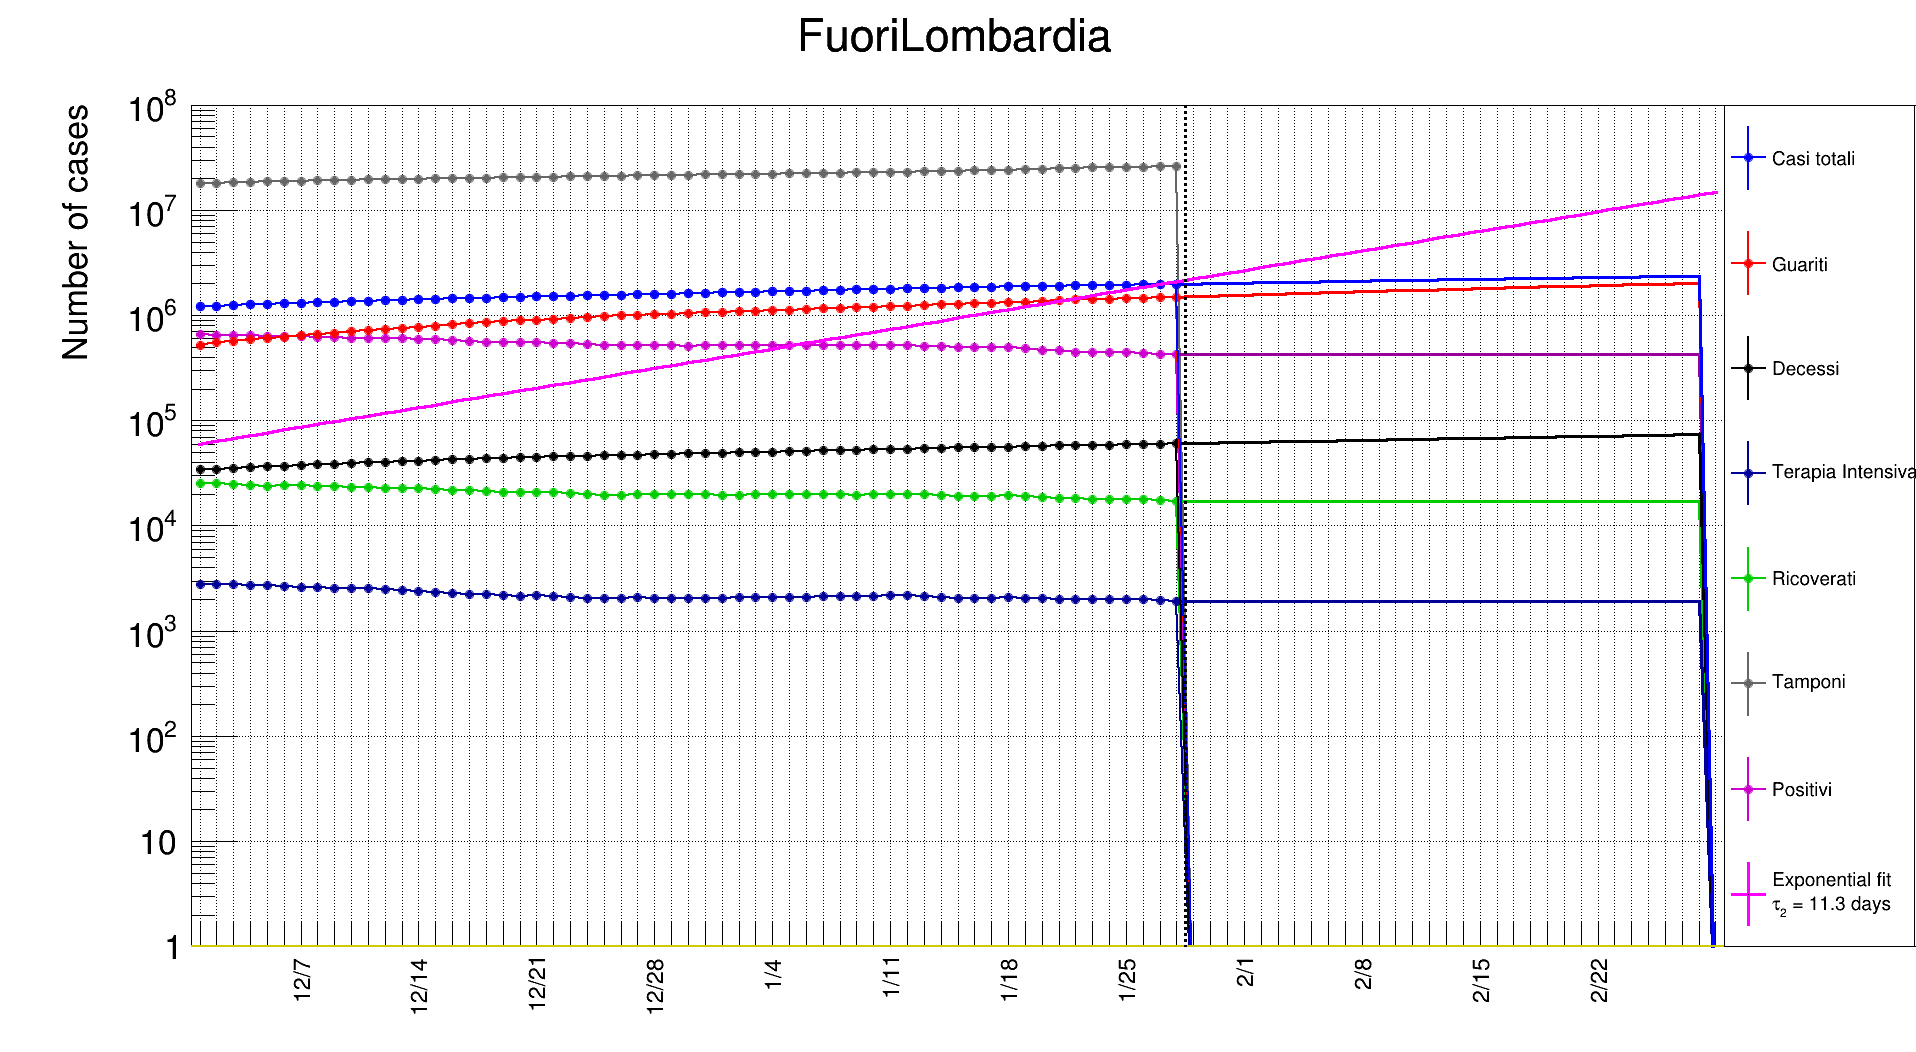 FuoriLombardia
Number of cases
10^8
10^7
10^6
10^5
10^4
10^3
10^2
10
1
12/7
12/14
12/21
12/28
1/4
1/11
1/18
1/25
2/1
2/8
2/15
2/22
Casi totali
Guariti
Decessi
Terapia Intensiva
Ricoverati
Tamponi
Positivi
Exponential fit
τ₂ = 11.3 days